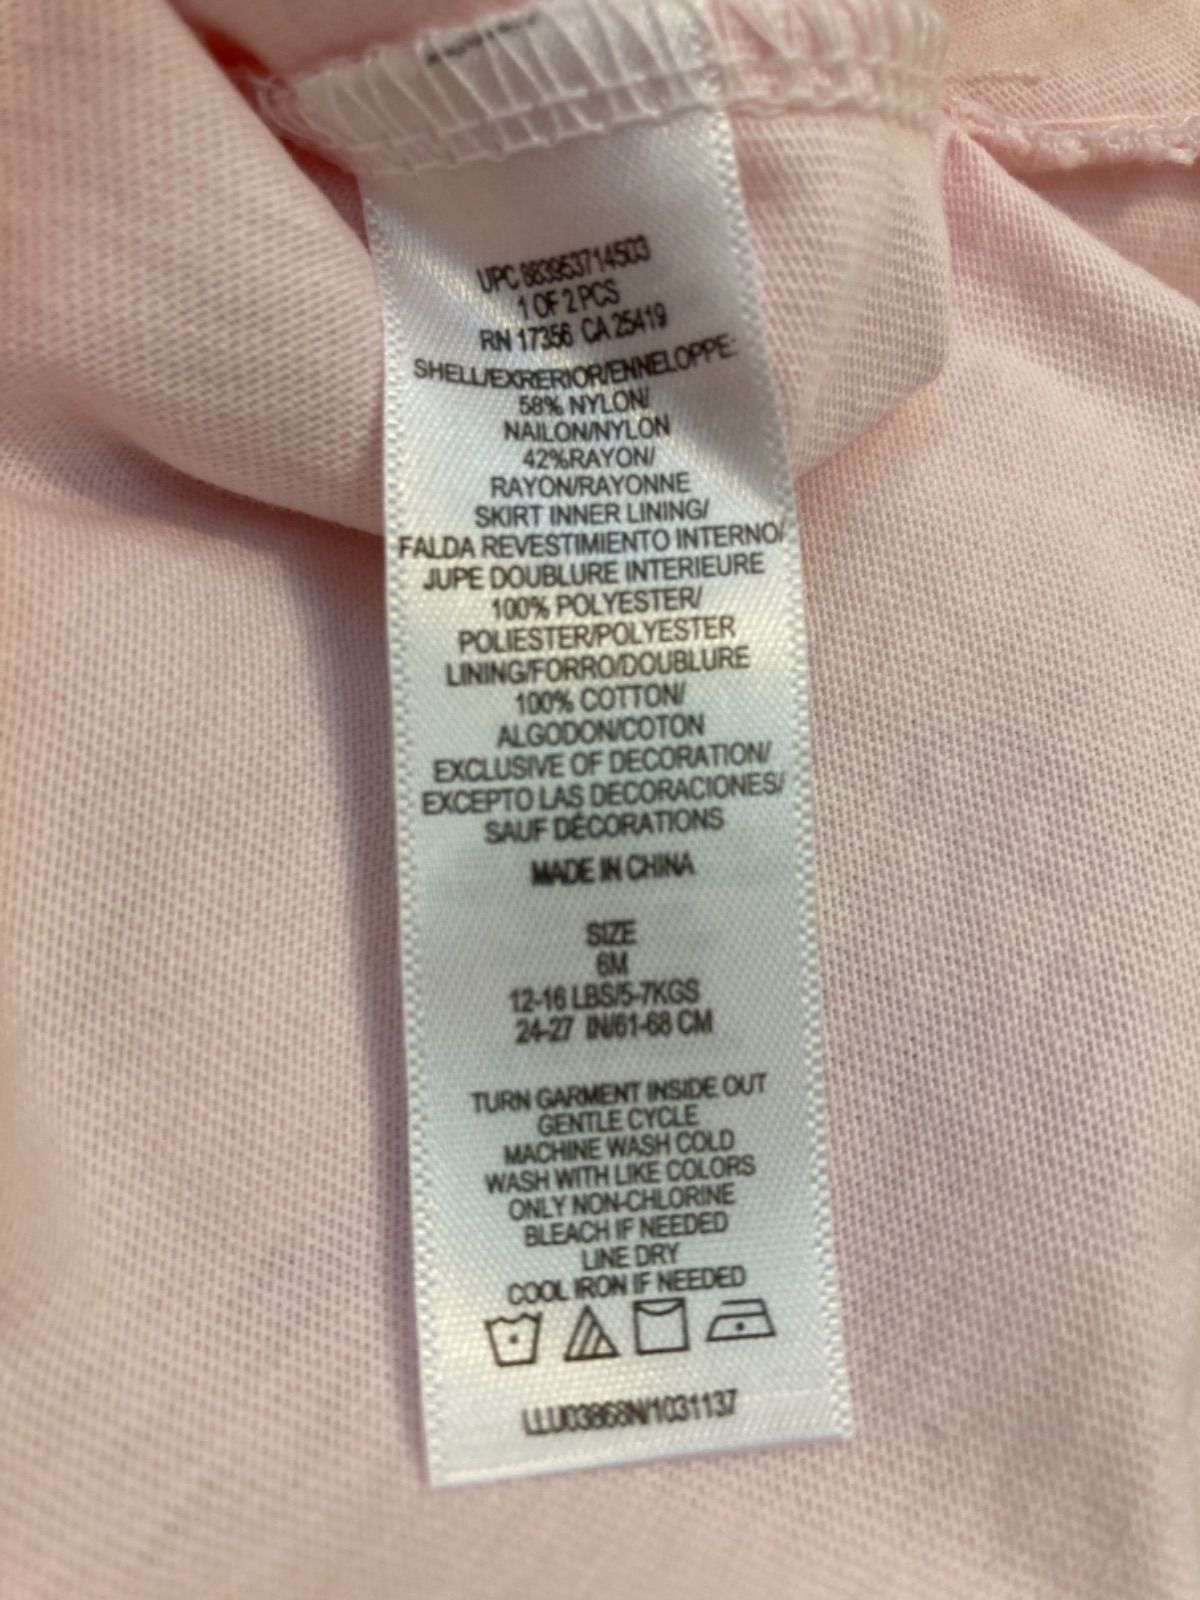 UPC 883953714503
1 OF 2 PCS
RN 17356 CA 25419
SHELL/EXRERIOR/ENNELOPPE:
58% NYLON/
NAILON/NYLON
42%RAYON/
RAYON/RAYONNE
SKIRT INNER LINING/
FALDA REVESTIMIENTO INTERNO/
JUPE DOUBLURE INTERIEURE
100% POLYESTER/
POLIESTER/POLYESTER
LINING/FORRO/DOUBLURE
100% COTTON/
ALGODON/COTON
EXCLUSIVE OF DECORATION/
EXCEPTO LAS DECORACIONES/
SAUF DÉCORATIONS
MADE IN CHINA
SIZE
6M
12-16 LBS/5-7KGS
24-27 IN/61-68 CM
TURN GARMENT INSIDE OUT
GENTLE CYCLE
MACHINE WASH COLD
WASH WITH LIKE COLORS
ONLY NON-CHLORINE
BLEACH IF NEEDED
LINE DRY
COOL IRON IF NEEDED
LLU03868N/1031137